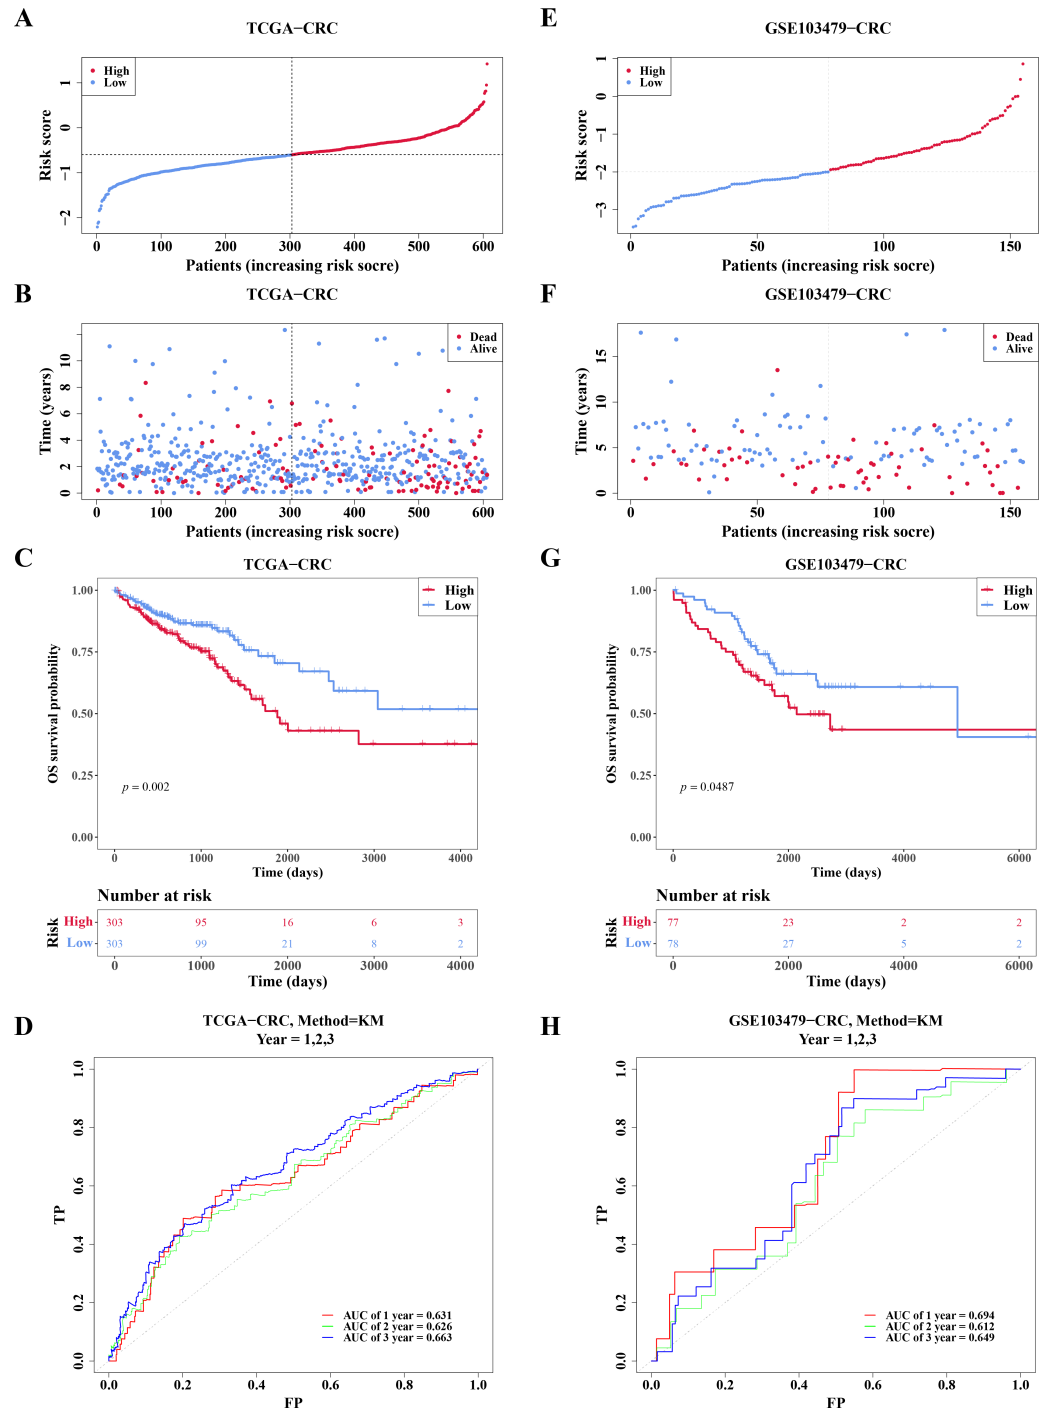 A
TCGA−CRC
High
Low
Risk score
1
0
−1
−2
0 100 200 300 400 500 600
Patients (increasing risk socre)
E
GSE103479−CRC
High
Low
Risk score
1
0
−1
−2
−3
0 50 100 150
Patients (increasing risk socre)
B
TCGA−CRC
Dead
Alive
Time (years)
10
8
6
4
2
0
0 100 200 300 400 500 600
Patients (increasing risk socre)
F
GSE103479−CRC
Dead
Alive
Time (years)
15
10
5
0
0 50 100 150
Patients (increasing risk socre)
C
TCGA−CRC
High
Low
OS survival probability
1.00
0.75
0.50
0.25
0.00
p = 0.002
0 1000 2000 3000 4000
Time (days)
Number at risk
Risk
High 303 95 16 6 3
Low 303 99 21 8 2
0 1000 2000 3000 4000
Time (days)
G
GSE103479−CRC
High
Low
OS survival probability
1.00
0.75
0.50
0.25
0.00
p = 0.0487
0 2000 4000 6000
Time (days)
Number at risk
Risk
High 77 23 2 2
Low 78 27 5 2
0 2000 4000 6000
Time (days)
D
TCGA−CRC, Method=KM
Year = 1,2,3
TP
1.0
0.8
0.6
0.4
0.2
0.0
AUC of 1 year = 0.631
AUC of 2 year = 0.626
AUC of 3 year = 0.663
0.0 0.2 0.4 0.6 0.8 1.0
FP
H
GSE103479−CRC, Method=KM
Year = 1,2,3
TP
1.0
0.8
0.6
0.4
0.2
0.0
AUC of 1 year = 0.694
AUC of 2 year = 0.612
AUC of 3 year = 0.649
0.0 0.2 0.4 0.6 0.8 1.0
FP